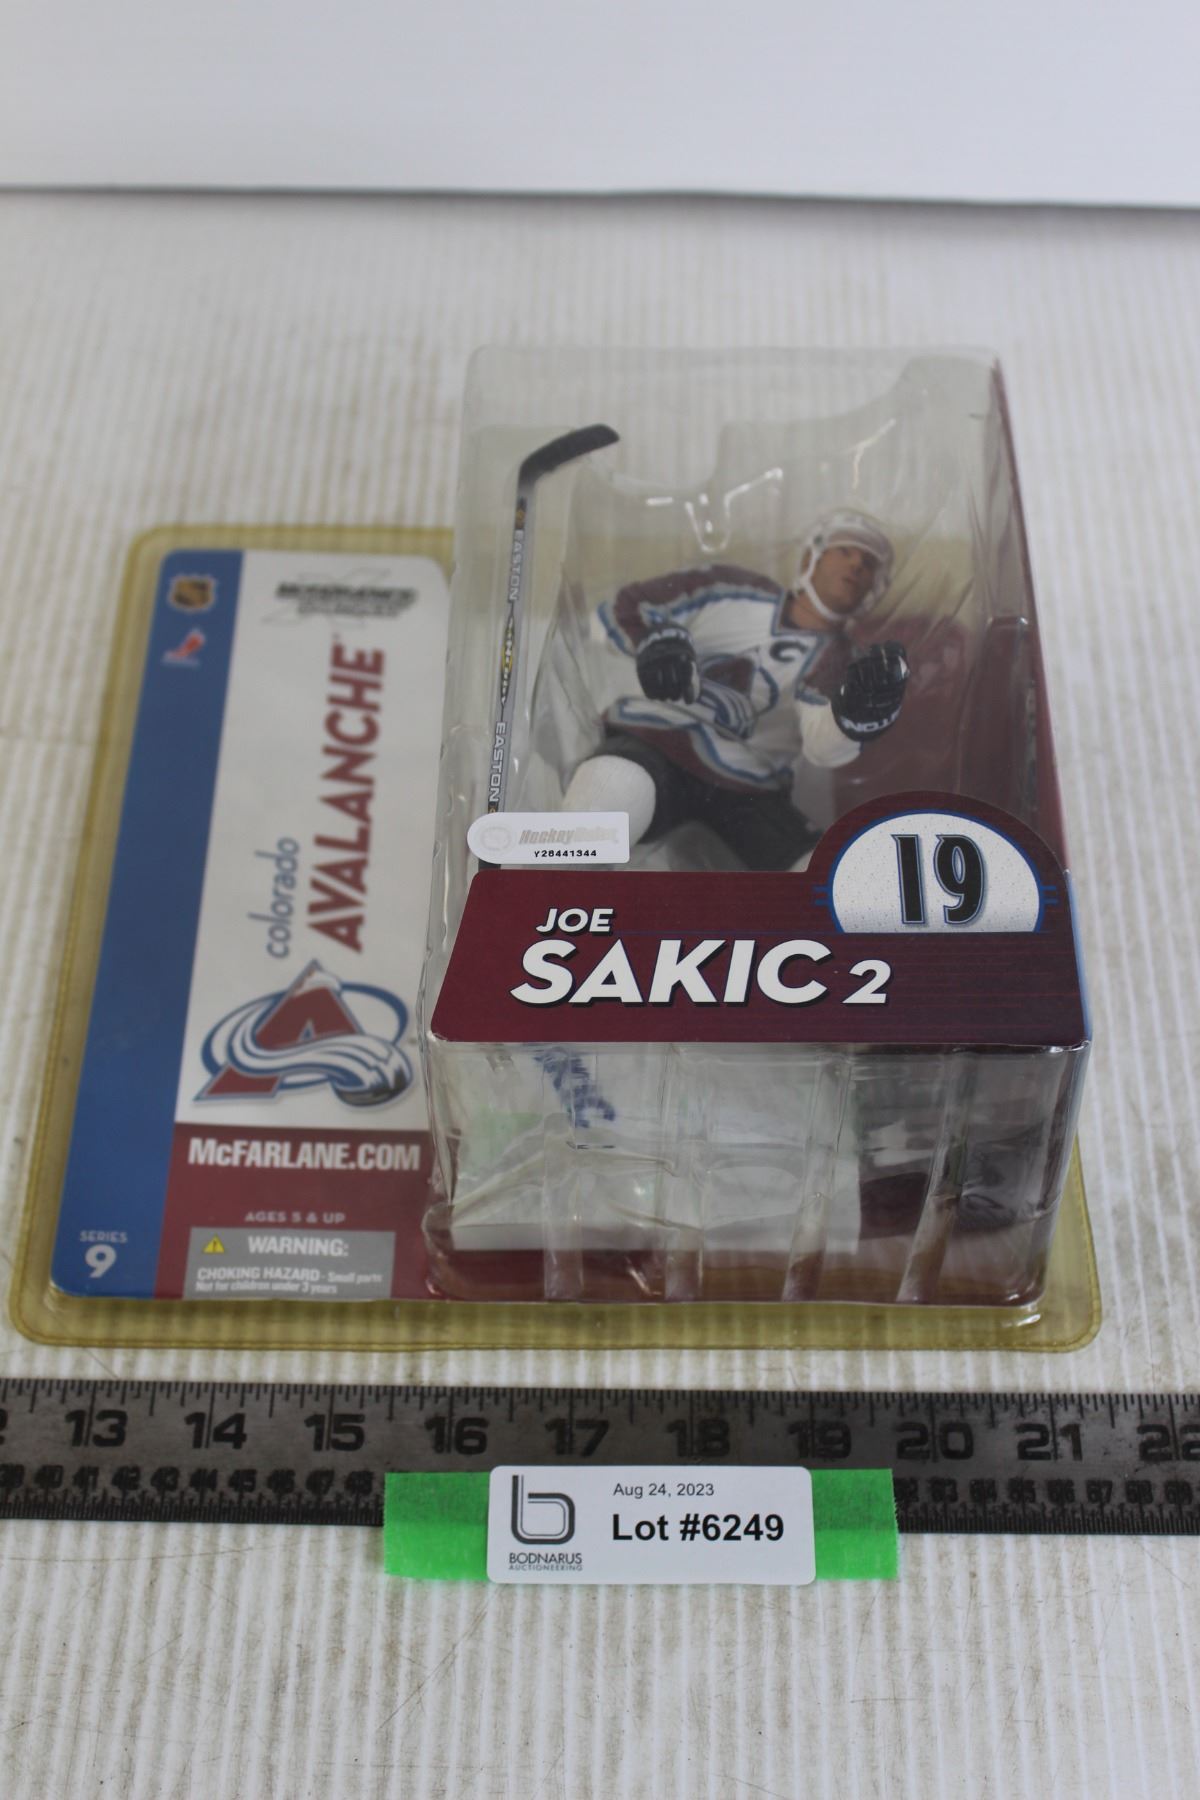 colorado
AVALANCHE
McFARLANE.COM
AGES 5 & UP
WARNING:
CHOKING HAZARD - Small parts
Not for children under 3 years
SERIES
9
EASTON
EASTON
C
Y28441344
19
JOE
SAKIC 2
13 14 15 16 17 18 19 20 21 22
Aug 24, 2023
Lot #6249
BODNARUS
AUCTIONEERING